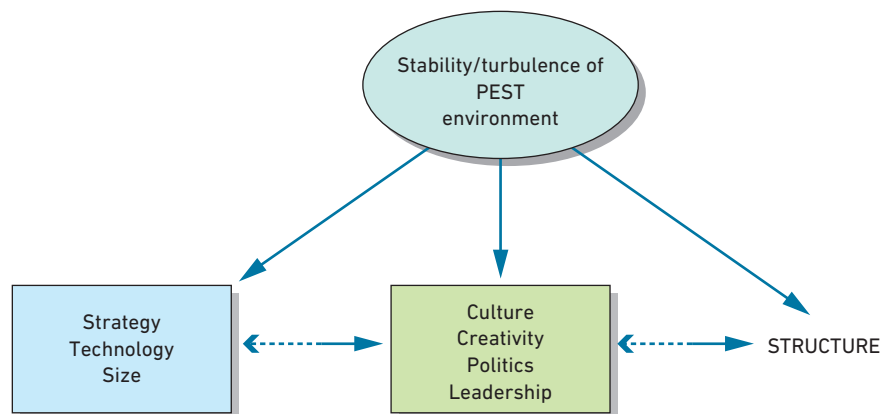 Stability/turbulence of
PEST
environment
Strategy
Technology
Size
Culture
Creativity
Politics
Leadership
STRUCTURE